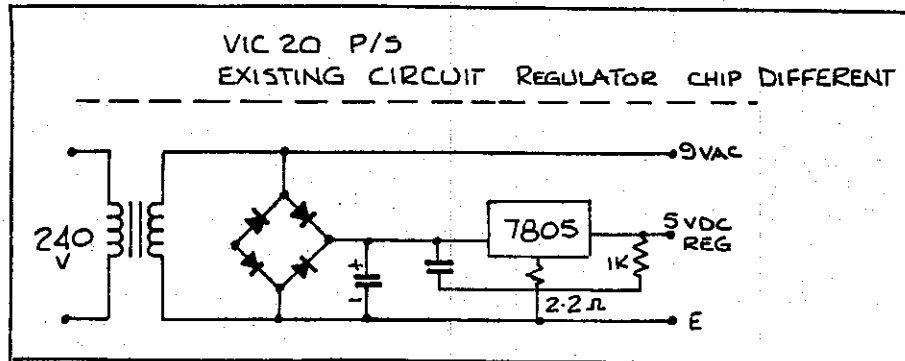 VIC 20 P/S
EXISTING CIRCUIT REGULATOR CHIP DIFFERENT
9VAC
240
V
7805
5VDC
REG
1K
+
-
2.2Ω
E